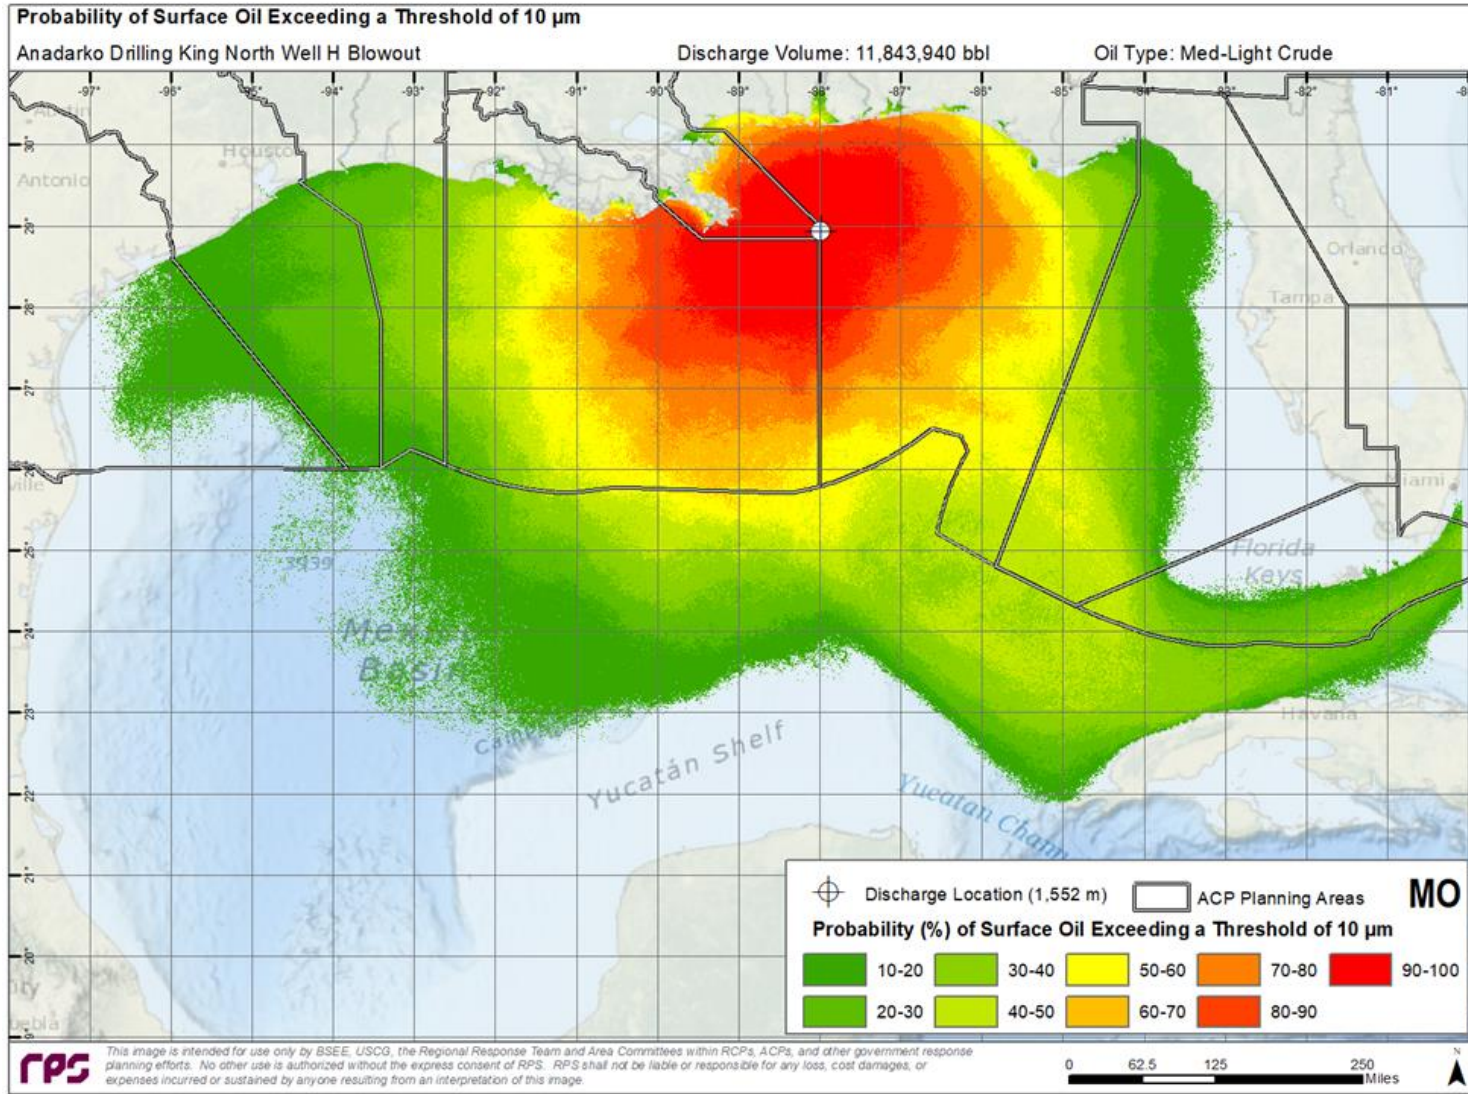 Probability of Surface Oil Exceeding a Threshold of 10 µm
Anadarko Drilling King North Well H Blowout Discharge Volume: 11,843,940 bbl Oil Type: Med-Light Crude
-97° -96° -95° -94° -93° -92° -91° -90° -89° -88° -87° -86° -85° -84° -83° -82° -81°
30°
29°
28°
27°
26°
25°
24°
23°
22°
21°
20°
Austin
Houston
Antonio
Orlando
Tampa
ville
Miami
Florida
Keys
3939
Mexico
Basin
Havana
Yucatán Shelf
Yucatan Chann
Discharge Location (1,552 m) ACP Planning Areas MO
Probability (%) of Surface Oil Exceeding a Threshold of 10 µm
10-20 30-40 50-60 70-80 90-100
20-30 40-50 60-70 80-90
RPS
This image is intended for use only by BSEE, USCG, the Regional Response Team and Area Committees within RCPs, ACPs, and other government response
planning efforts. No other use is authorized without the express consent of RPS. RPS shall not be liable or responsible for any loss, cost damages, or
expenses incurred or sustained by anyone resulting from an interpretation of this image.
0 62.5 125 250
Miles
N